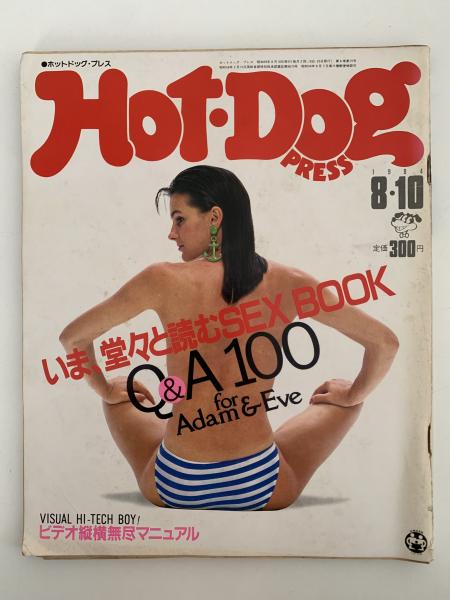 ●ホットドッグ・プレス
HOT・DOG
PRESS
1984
8・10
定価300円
いま、堂々と読むSEX BOOK
Q&A 100
for
Adam & Eve
VISUAL HI-TECH BOY!
ビデオ縦横無尽マニュアル